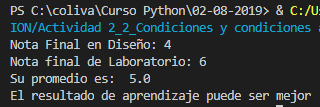 PS C:\coliva\Curso Python\02-08-2019> & C:/U
ION/Actividad 2_2_Condiciones y condiciones
Nota Final en Diseño: 4
Nota final de Laboratorio: 6
Su promedio es:  5.0
El resultado de aprendizaje puede ser mejor